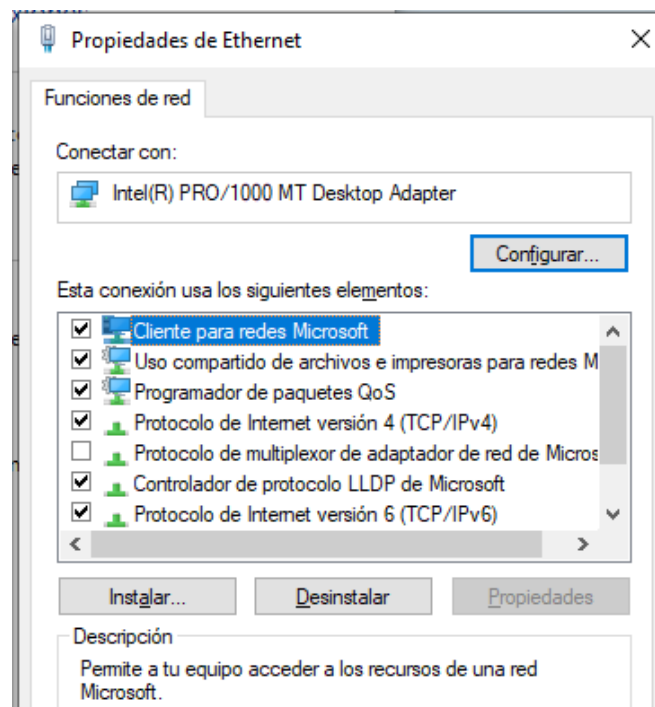 Propiedades de Ethernet
Funciones de red
Conectar con:
Intel(R) PRO/1000 MT Desktop Adapter
Configurar...
Esta conexión usa los siguientes elementos:
Cliente para redes Microsoft
Uso compartido de archivos e impresoras para redes M
Programador de paquetes QoS
Protocolo de Internet versión 4 (TCP/IPv4)
Protocolo de multiplexor de adaptador de red de Micros
Controlador de protocolo LLDP de Microsoft
Protocolo de Internet versión 6 (TCP/IPv6)
Instalar... Desinstalar Propiedades
Descripción
Permite a tu equipo acceder a los recursos de una red
Microsoft.